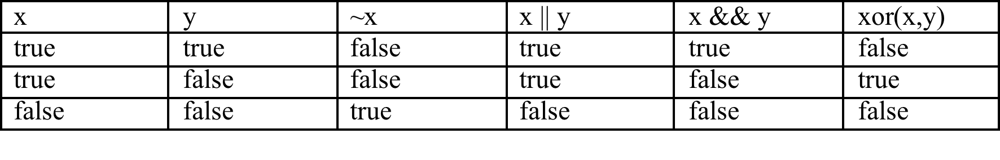 x y ~x x || y x && y xor(x,y)
true true false true true false
true false false true false true
false false true false false false